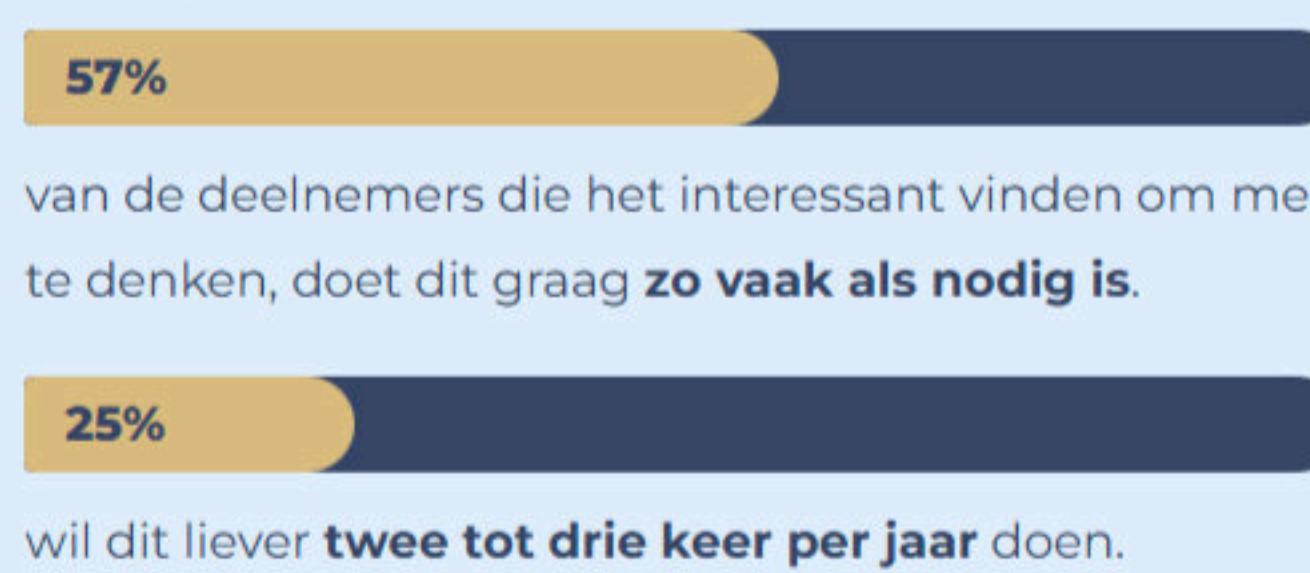 57%
van de deelnemers die het interessant vinden om me
te denken, doet dit graag zo vaak als nodig is.
25%
wil dit liever twee tot drie keer per jaar doen.